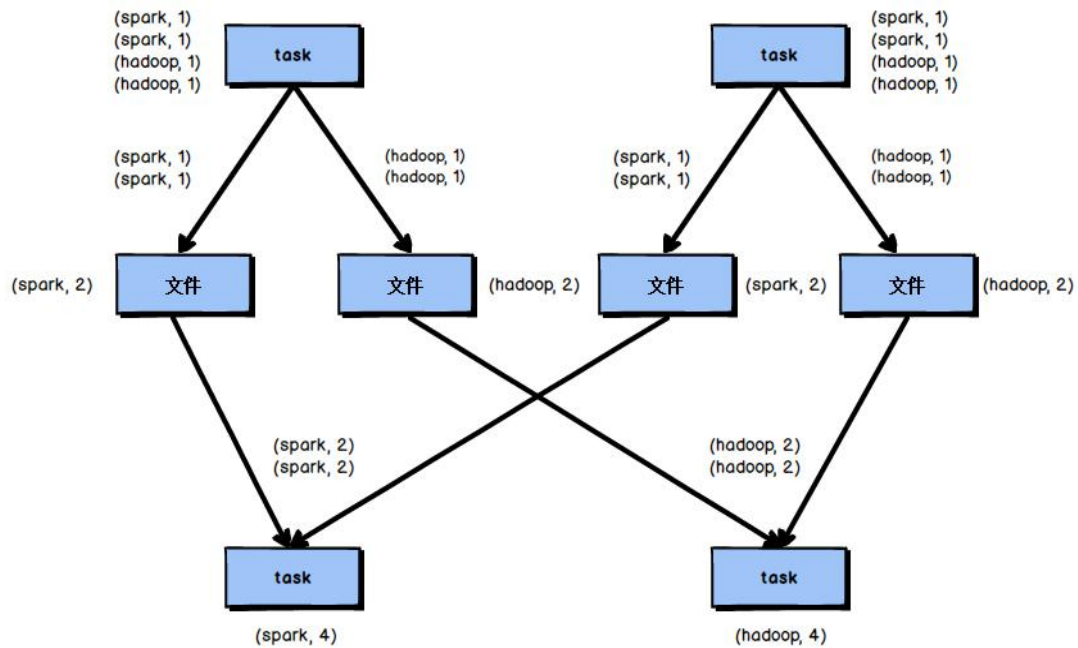 (spark, 1)
(spark, 1)
(hadoop, 1)
(hadoop, 1)
task
task
(spark, 1)
(spark, 1)
(hadoop, 1)
(hadoop, 1)
(spark, 1)
(spark, 1)
(hadoop, 1)
(hadoop, 1)
(spark, 1)
(spark, 1)
(hadoop, 1)
(hadoop, 1)
(spark, 2)
文件
文件
(hadoop, 2)
文件
(spark, 2)
文件
(hadoop, 2)
(spark, 2)
(spark, 2)
(hadoop, 2)
(hadoop, 2)
task
task
(spark, 4)
(hadoop, 4)